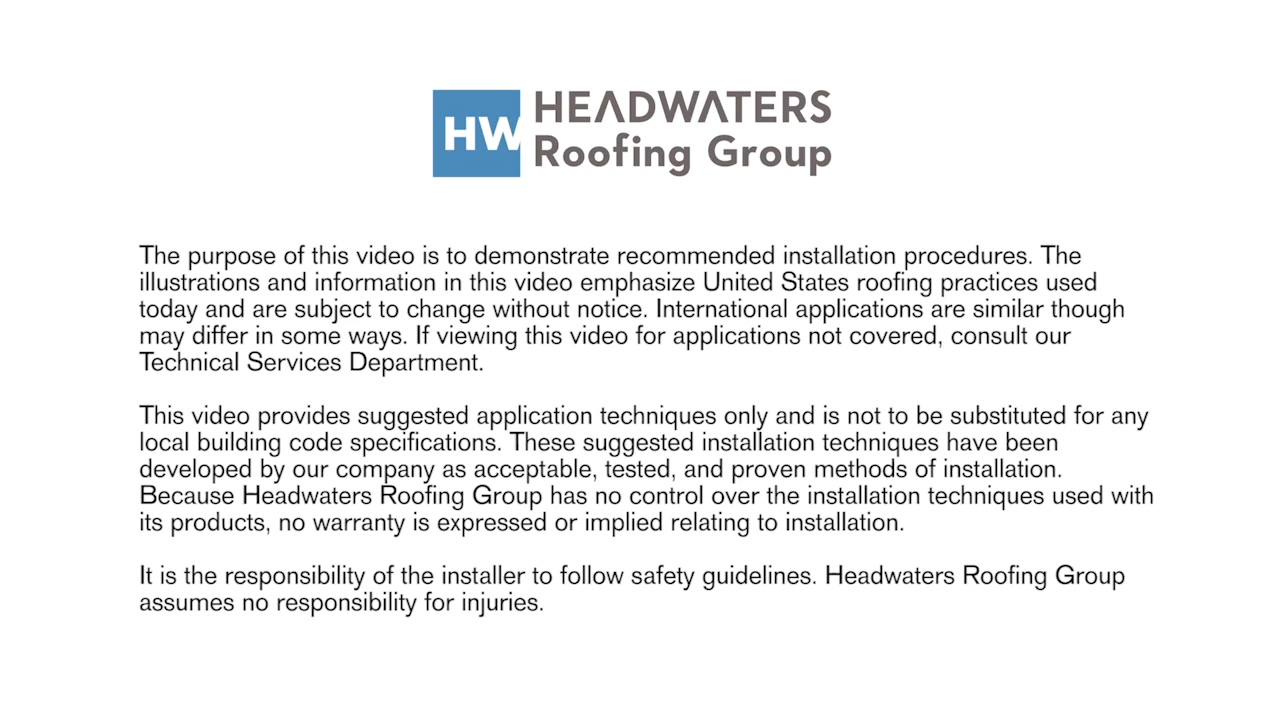 HW
HEADWATERS
Roofing Group
The purpose of this video is to demonstrate recommended installation procedures. The
illustrations and information in this video emphasize United States roofing practices used
today and are subject to change without notice. International applications are similar though
may differ in some ways. If viewing this video for applications not covered, consult our
Technical Services Department.
This video provides suggested application techniques only and is not to be substituted for any
local building code specifications. These suggested installation techniques have been
developed by our company as acceptable, tested, and proven methods of installation.
Because Headwaters Roofing Group has no control over the installation techniques used with
its products, no warranty is expressed or implied relating to installation.
It is the responsibility of the installer to follow safety guidelines. Headwaters Roofing Group
assumes no responsibility for injuries.